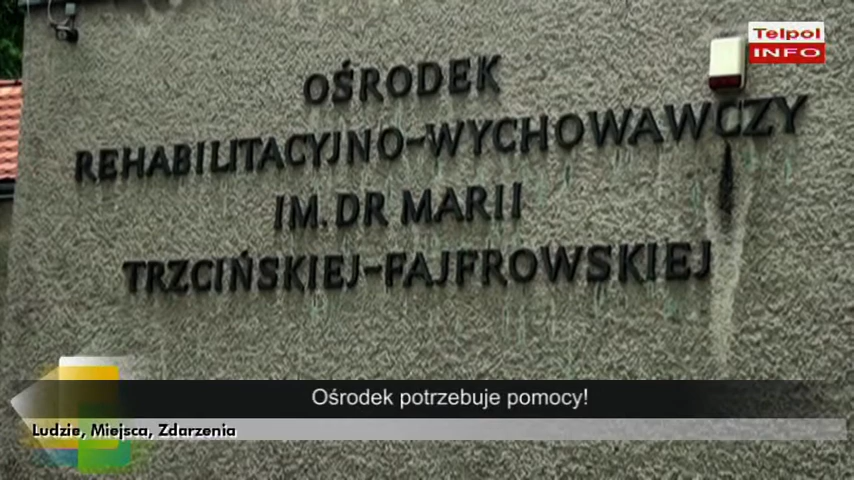 Telpol
INFO
OŚRODEK
REHABILITACYJNO-WYCHOWAWCZY
IM. DR MARII
TRZCIŃSKIEJ-FAJFROWSKIEJ
Ośrodek potrzebuje pomocy!
Ludzie, Miejsca, Zdarzenia